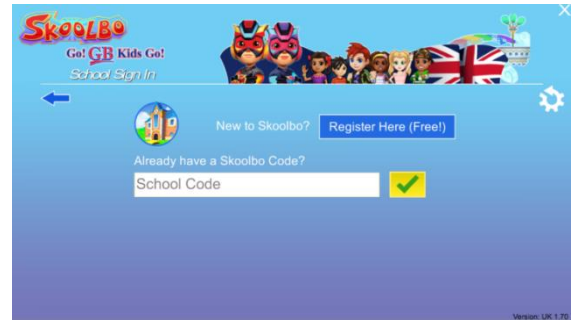 SKOOLBO
Go! GB Kids Go!
School Sign In
X
New to Skoolbo? Register Here (Free!)
Already have a Skoolbo Code?
School Code
Version: UK 1.70